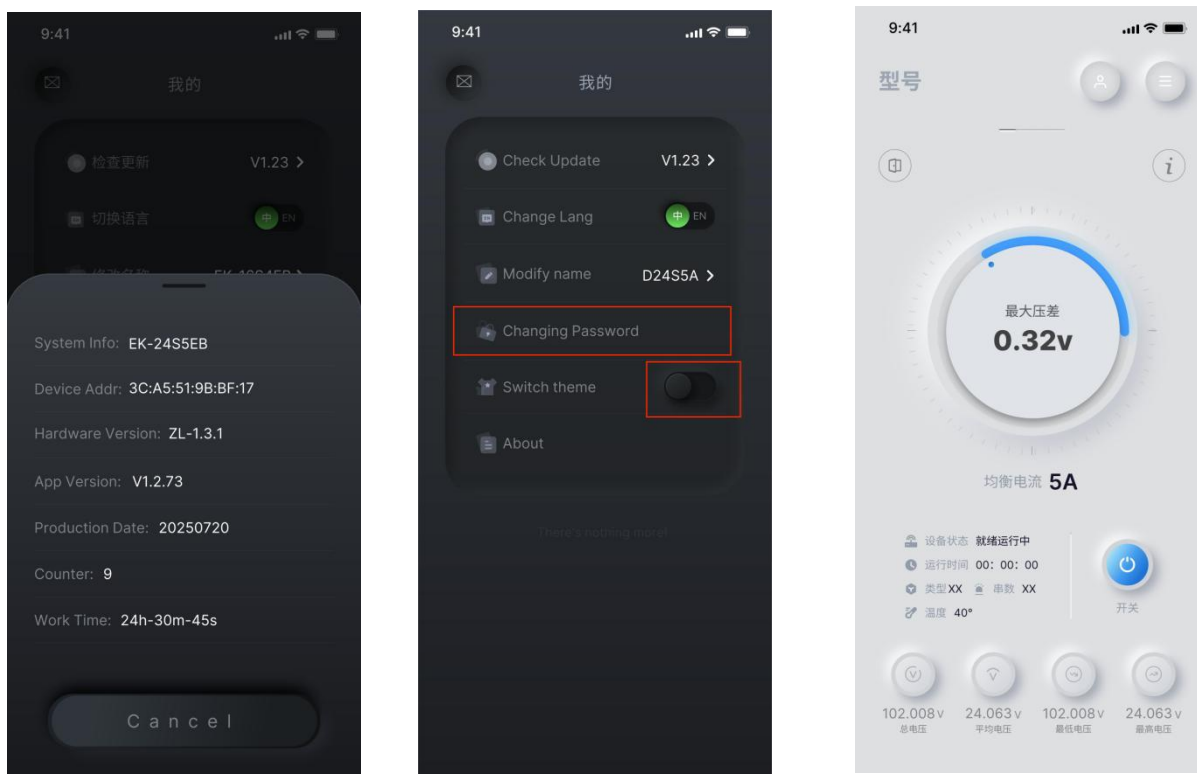 9:41
我的
检查更新 V1.23 >
切换语言 中 EN
修改名称 EK-10S4EB >
System Info: EK-24S5EB
Device Addr: 3C:A5:51:9B:BF:17
Hardware Version: ZL-1.3.1
App Version: V1.2.73
Production Date: 20250720
Counter: 9
Work Time: 24h-30m-45s
Cancel
9:41
我的
Check Update V1.23 >
Change Lang 中 EN
Modify name D24S5A >
Changing Password
Switch theme
About
There's nothing more!
9:41
型号
i
最大压差
0.32v
均衡电流 5A
设备状态 就绪运行中
运行时间 00: 00: 00
类型XX 串数 XX
温度 40°
开关
102.008v 24.063v 102.008v 24.063v
总电压 平均电压 最低电压 最高电压